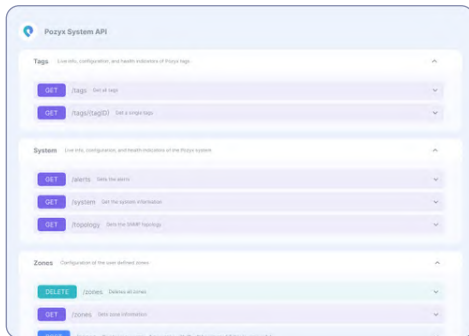 Pozyx System API
Tags Live info, configuration, and health indicators of Pozyx tags
GET /tags Get all tags
GET /tags/{tagID} Get a single tags
System Live info, configuration, and health indicators of the Pozyx system
GET /alerts Gets the alerts
GET /system Get the system information
GET /topology Gets the SNMP topology
Zones Configuration of the user defined zones
DELETE /zones Deletes all zones
GET /zones Gets zone information